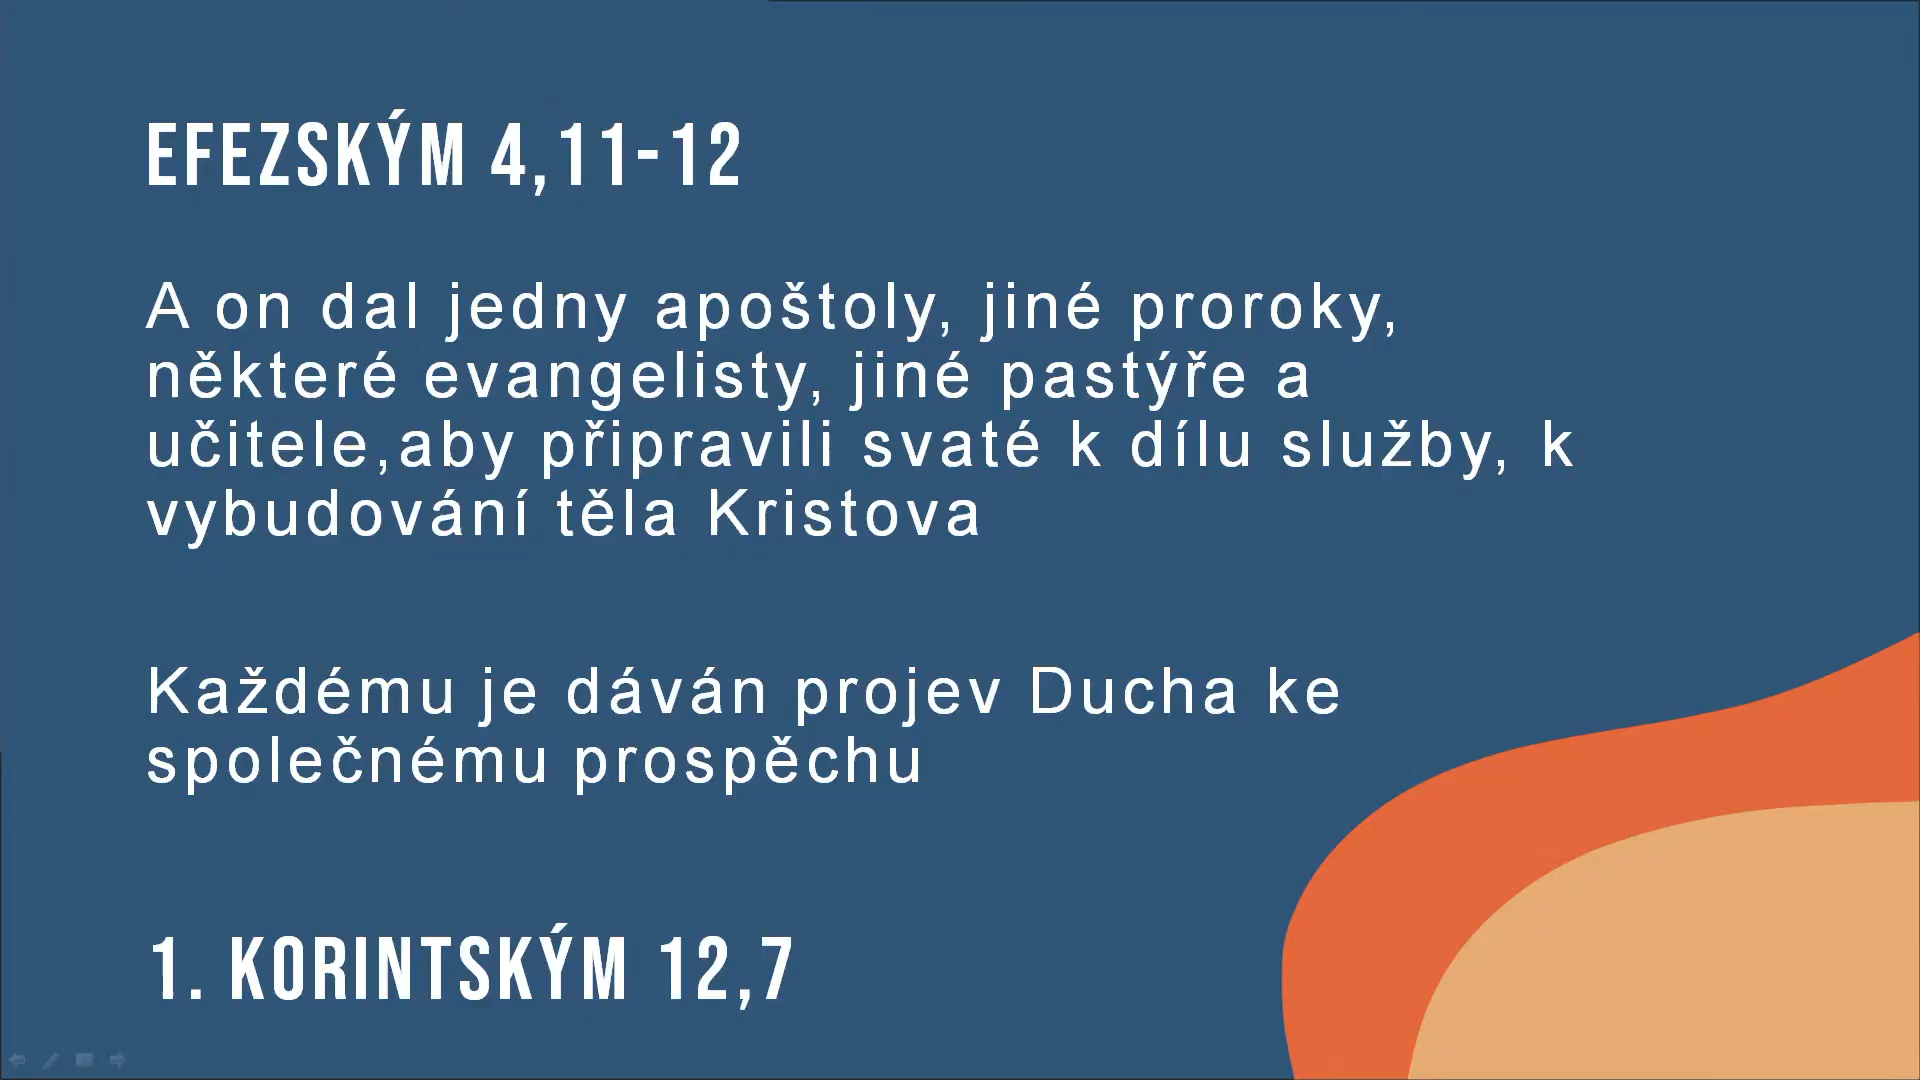 EFEZSKÝM 4,11-12
A on dal jedny apoštoly, jiné proroky,
některé evangelisty, jiné pastýře a
učitele,aby připravili svaté k dílu služby, k
vybudování těla Kristova
Každému je dáván projev Ducha ke
společnému prospěchu
1. KORINTSKÝM 12,7